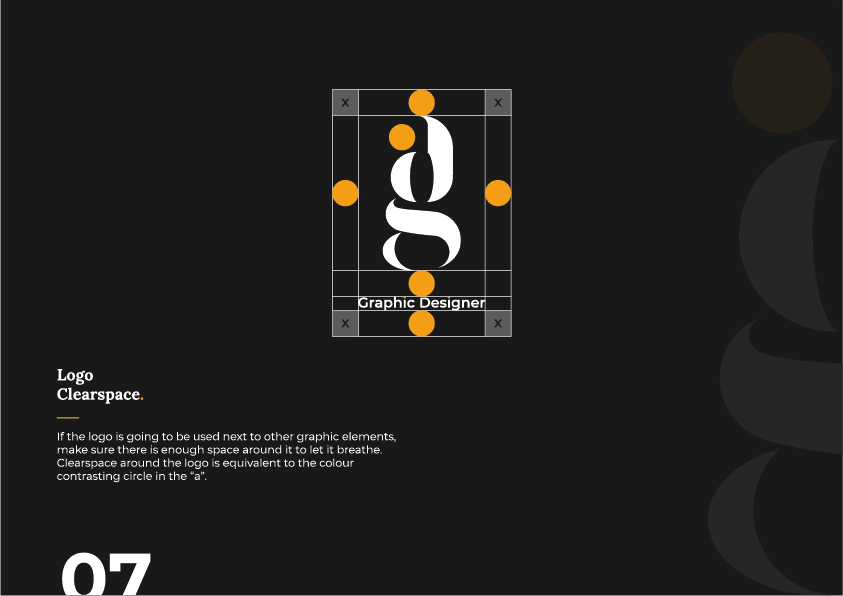 X X
g
Graphic Designer
X X
Logo
Clearspace.
If the logo is going to be used next to other graphic elements,
make sure there is enough space around it to let it breathe.
Clearspace around the logo is equivalent to the colour
contrasting circle in the “a”.
07